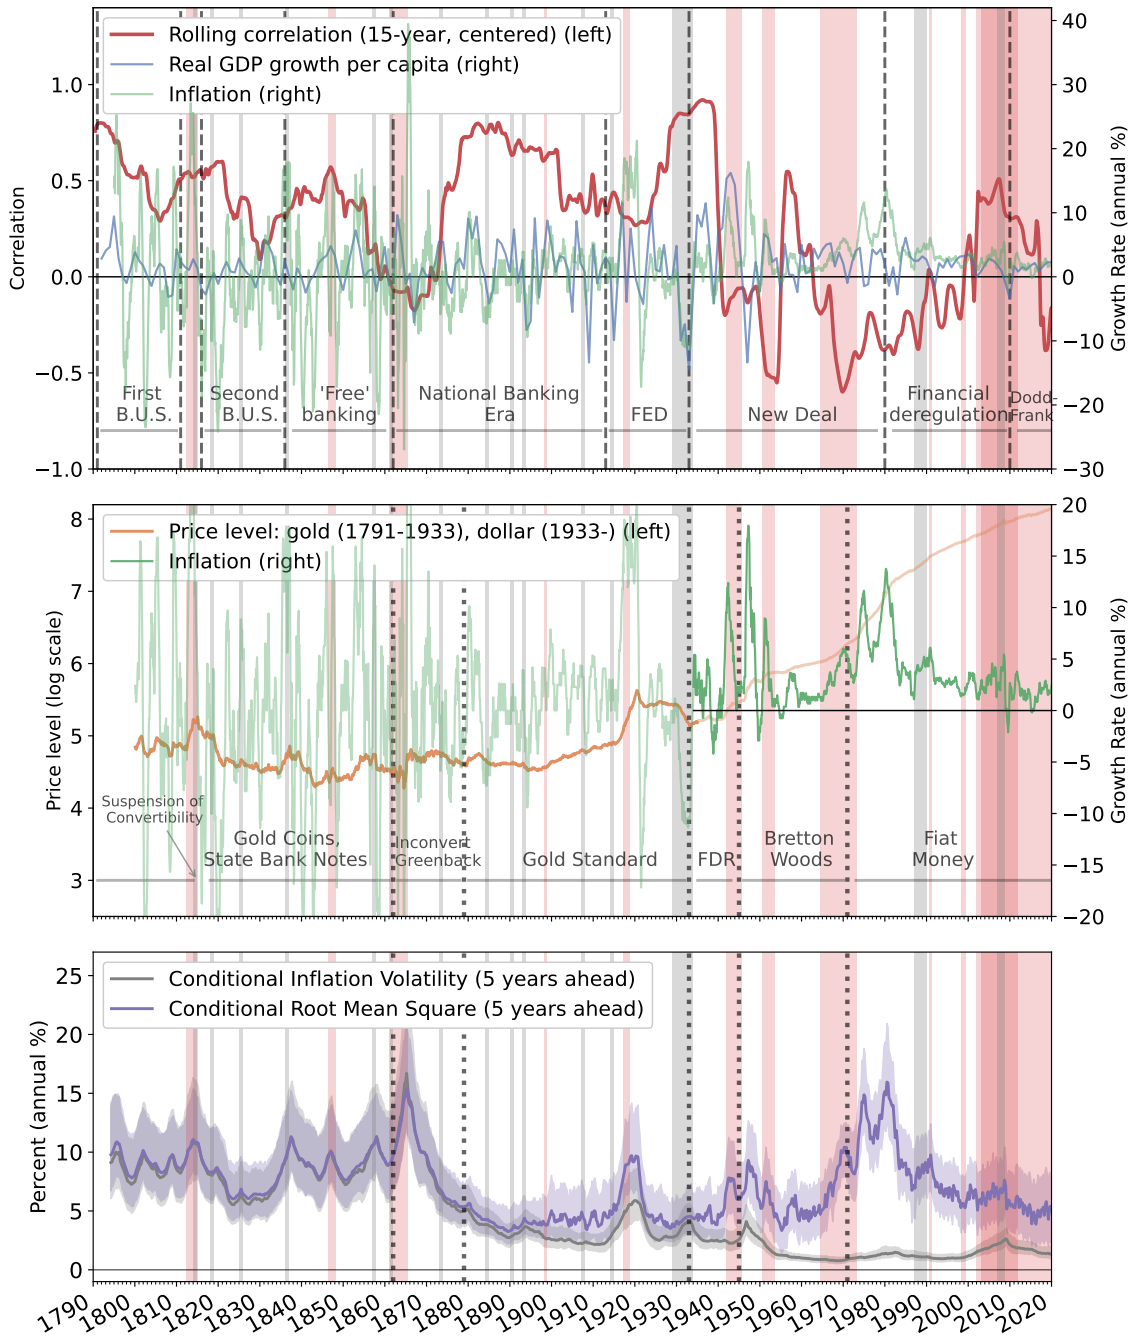 Rolling correlation (15-year, centered) (left)
Real GDP growth per capita (right)
Inflation (right)
1.0
0.5
0.0
−0.5
−1.0
Correlation
40
30
20
10
0
−10
−20
−30
Growth Rate (annual %)
First
B.U.S.
Second
B.U.S.
'Free'
banking
National Banking
Era
FED
New Deal
Financial
deregulation
Dodd
Frank
Price level: gold (1791-1933), dollar (1933-) (left)
Inflation (right)
8
7
6
5
4
3
Price level (log scale)
20
15
10
5
0
−5
−10
−15
−20
Growth Rate (annual %)
Suspension of
Convertibility
Gold Coins,
State Bank Notes
Inconvert
Greenback
Gold Standard
FDR
Bretton
Woods
Fiat
Money
Conditional Inflation Volatility (5 years ahead)
Conditional Root Mean Square (5 years ahead)
25
20
15
10
5
0
Percent (annual %)
1790
1800
1810
1820
1830
1840
1850
1860
1870
1880
1890
1900
1910
1920
1930
1940
1950
1960
1970
1980
1990
2000
2010
2020